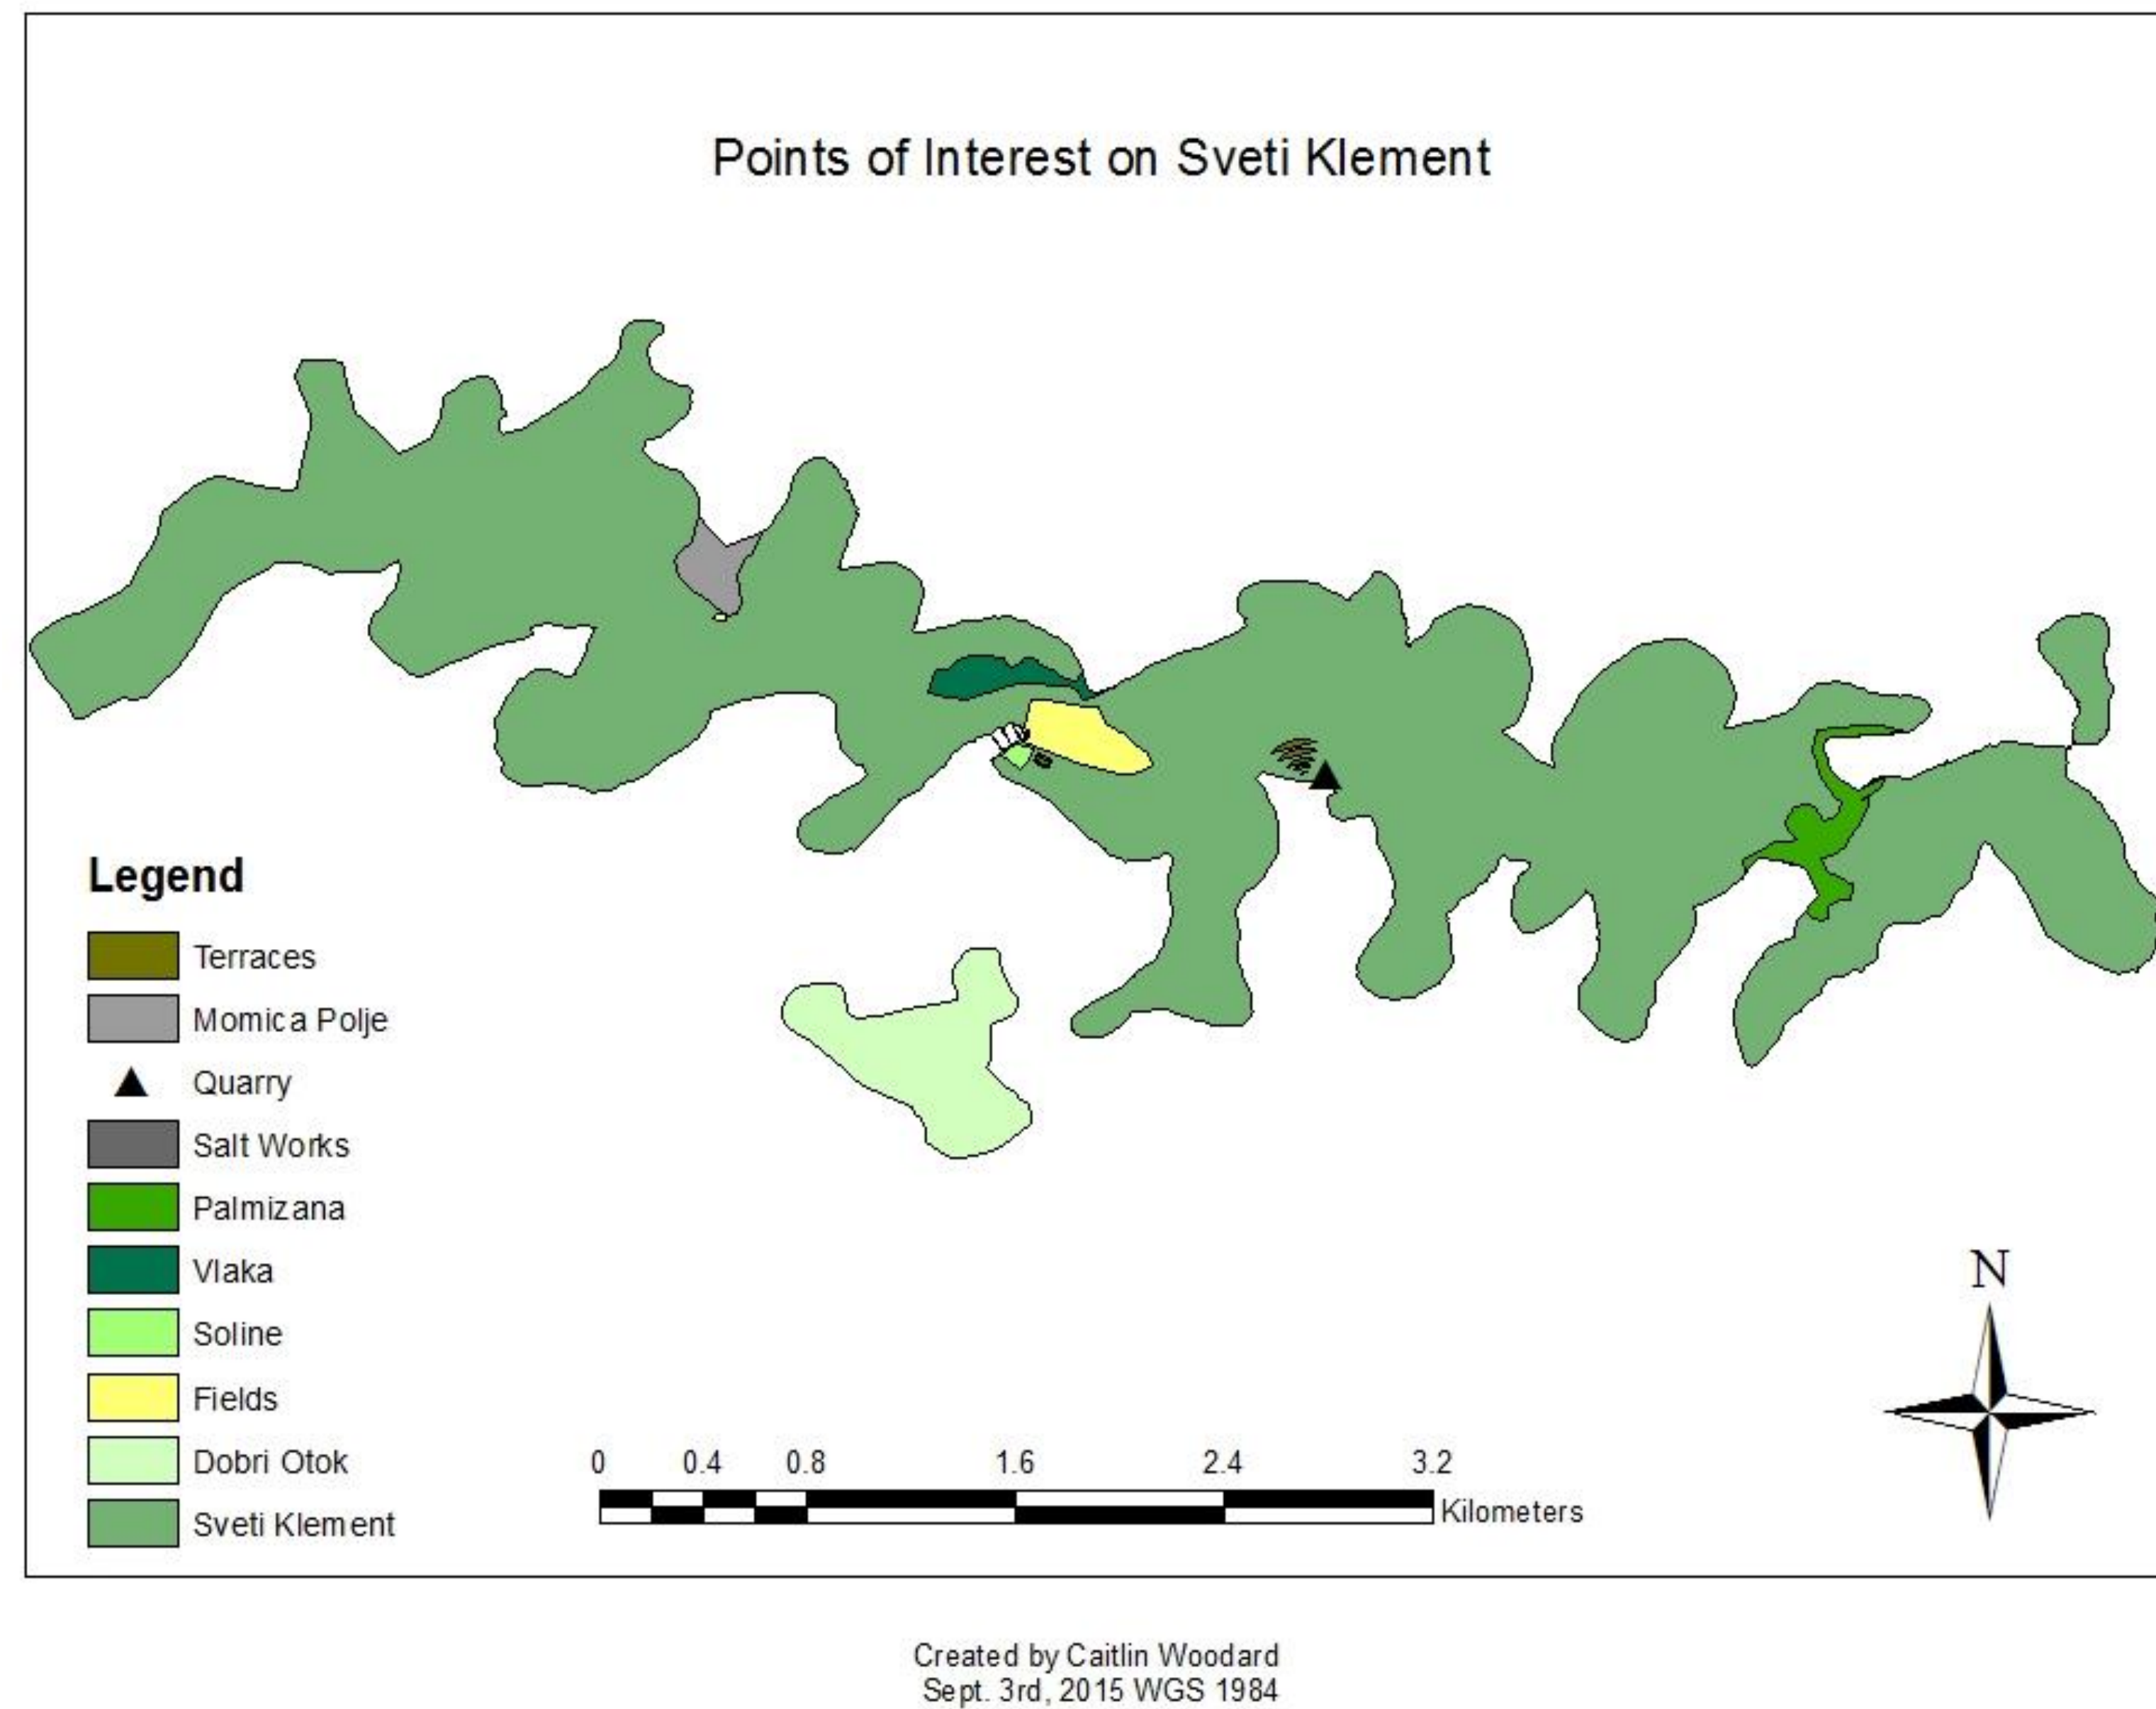 Points of Interest on Sveti Klement
Legend
Terraces
Momica Polje
Quarry
Salt Works
Palmizana
Vlaka
Soline
Fields
Dobri Otok
Sveti Klement
0 0.4 0.8 1.6 2.4 3.2
Kilometers
N
Created by Caitlin Woodard
Sept. 3rd, 2015 WGS 1984